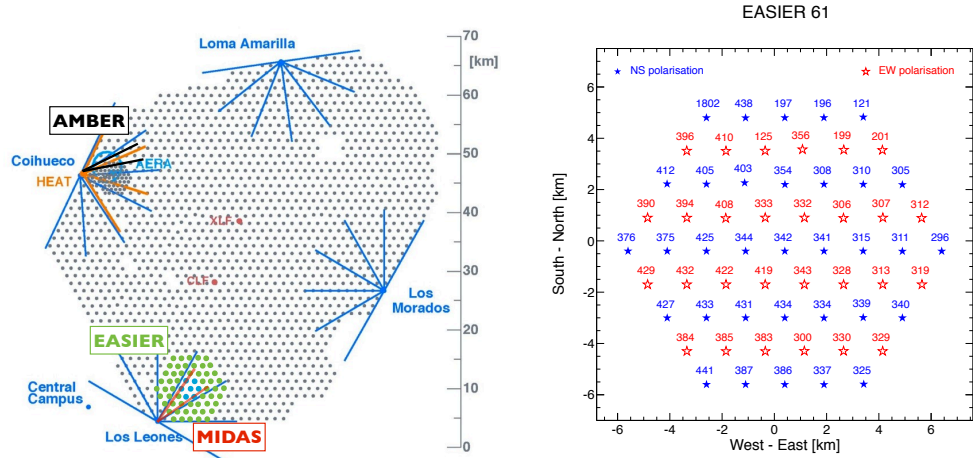 EASIER 61
70
[km]
60
50
40
30
20
10
0
Loma Amarilla
AMBER
Coihueco
AERA
HEAT
XLF
CLF
Los
Morados
EASIER
Central
Campus
Los Leones
MIDAS
NS polarisation
EW polarisation
1802 438 197 196 121
396 410 125 356 199 201
412 405 403 354 308 310 305
390 394 408 333 332 306 307 312
376 375 425 344 342 341 315 311 296
429 432 422 419 343 328 313 319
427 433 431 434 334 339 340
384 385 383 300 330 329
441 387 386 337 325
South - North [km]
6
4
2
0
-2
-4
-6
-6 -4 -2 0 2 4 6
West - East [km]